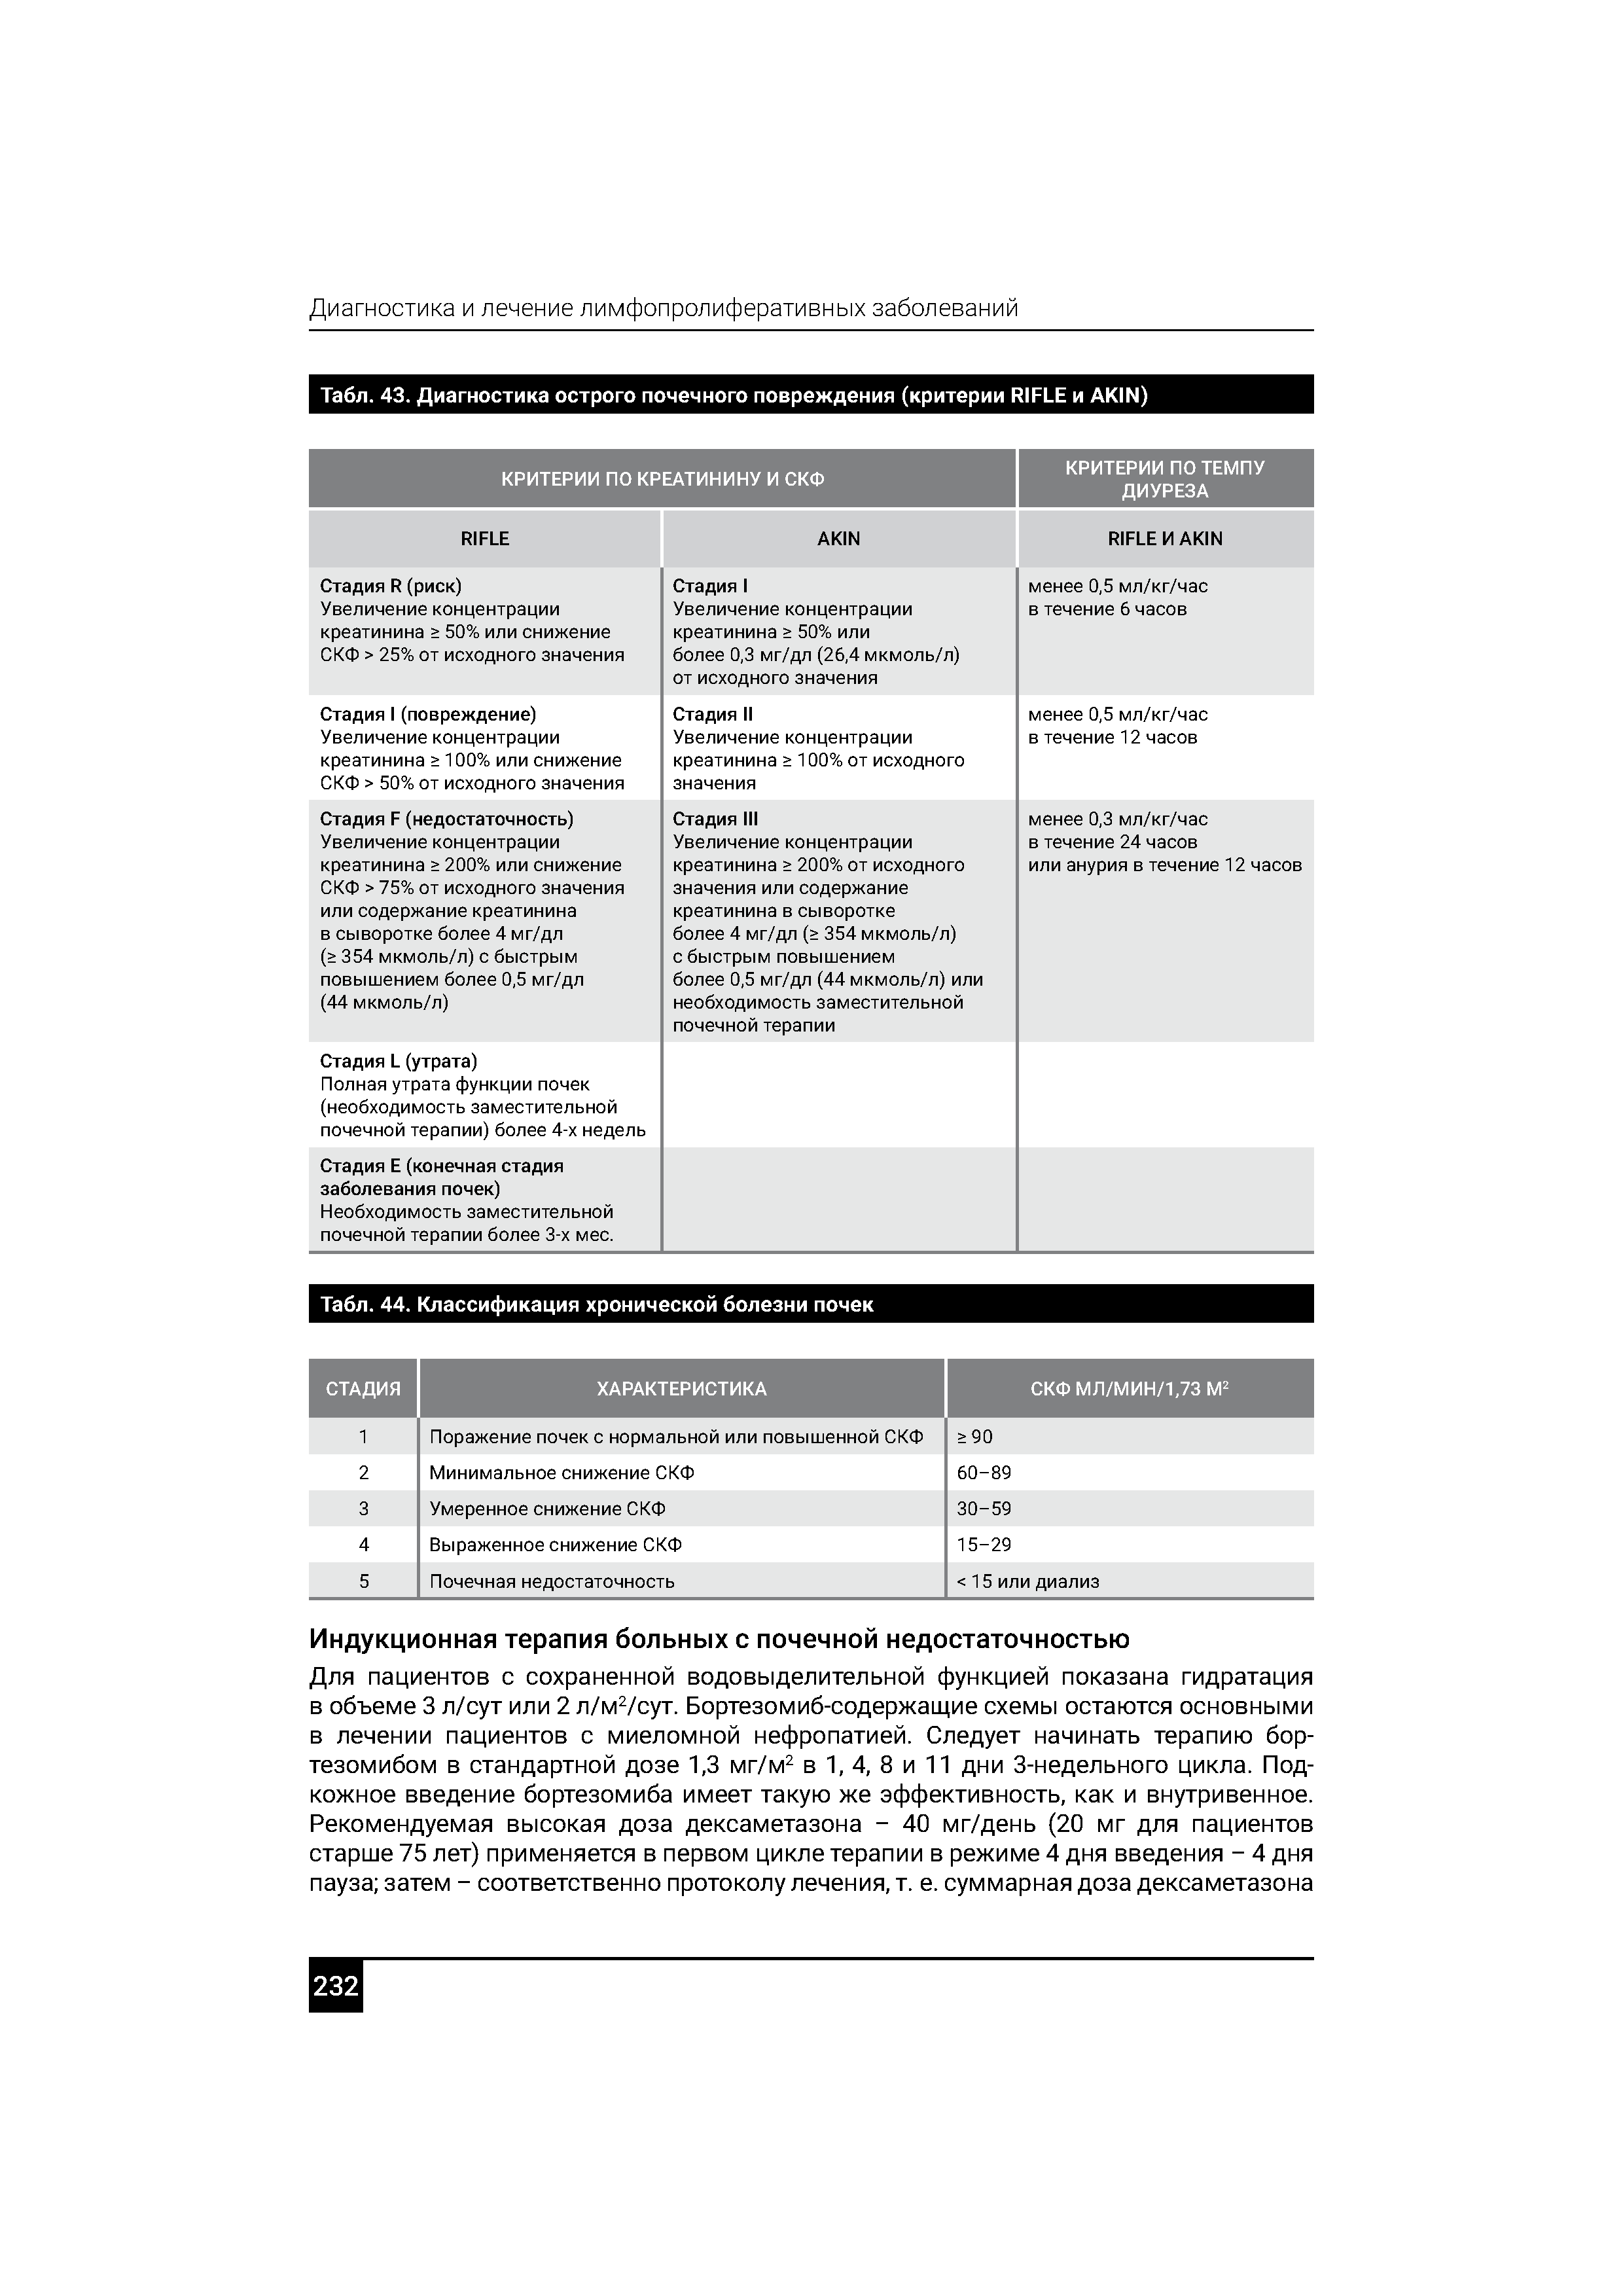 Диагностика и лечение лимфопролиферативных заболеваний
Табл. 43. Диагностика острого почечного повреждения (критерии RIFLE и AKIN)
КРИТЕРИИ ПО КРЕАТИНИНУ И СКФ
КРИТЕРИИ ПО ТЕМПУ
ДИУРЕЗА
RIFLE
AKIN
RIFLE И AKIN
Стадия R (риск)
Увеличение концентрации
креатинина ≥ 50% или снижение
СКФ > 25% от исходного значения
Стадия I
Увеличение концентрации
креатинина ≥ 50% или
более 0,3 мг/дл (26,4 мкмоль/л)
от исходного значения
менее 0,5 мл/кг/час
в течение 6 часов
Стадия I (повреждение)
Увеличение концентрации
креатинина ≥ 100% или снижение
СКФ > 50% от исходного значения
Стадия II
Увеличение концентрации
креатинина ≥ 100% от исходного
значения
менее 0,5 мл/кг/час
в течение 12 часов
Стадия F (недостаточность)
Увеличение концентрации
креатинина ≥ 200% или снижение
СКФ > 75% от исходного значения
или содержание креатинина
в сыворотке более 4 мг/дл
(≥ 354 мкмоль/л) с быстрым
повышением более 0,5 мг/дл
(44 мкмоль/л)
Стадия III
Увеличение концентрации
креатинина ≥ 200% от исходного
значения или содержание
креатинина в сыворотке
более 4 мг/дл (≥ 354 мкмоль/л)
с быстрым повышением
более 0,5 мг/дл (44 мкмоль/л) или
необходимость заместительной
почечной терапии
менее 0,3 мл/кг/час
в течение 24 часов
или анурия в течение 12 часов
Стадия L (утрата)
Полная утрата функции почек
(необходимость заместительной
почечной терапии) более 4-х недель
Стадия E (конечная стадия
заболевания почек)
Необходимость заместительной
почечной терапии более 3-х мес.
Табл. 44. Классификация хронической болезни почек
СТАДИЯ
ХАРАКТЕРИСТИКА
СКФ МЛ/МИН/1,73 М²
1
Поражение почек с нормальной или повышенной СКФ
≥ 90
2
Минимальное снижение СКФ
60–89
3
Умеренное снижение СКФ
30–59
4
Выраженное снижение СКФ
15–29
5
Почечная недостаточность
< 15 или диализ
Индукционная терапия больных с почечной недостаточностью
Для пациентов с сохраненной водовыделительной функцией показана гидратация
в объеме 3 л/сут или 2 л/м²/сут. Бортезомиб-содержащие схемы остаются основными
в лечении пациентов с миеломной нефропатией. Следует начинать терапию бор-
тезомибом в стандартной дозе 1,3 мг/м² в 1, 4, 8 и 11 дни 3-недельного цикла. Под-
кожное введение бортезомиба имеет такую же эффективность, как и внутривенное.
Рекомендуемая высокая доза дексаметазона – 40 мг/день (20 мг для пациентов
старше 75 лет) применяется в первом цикле терапии в режиме 4 дня введения – 4 дня
пауза; затем – соответственно протоколу лечения, т. е. суммарная доза дексаметазона
232